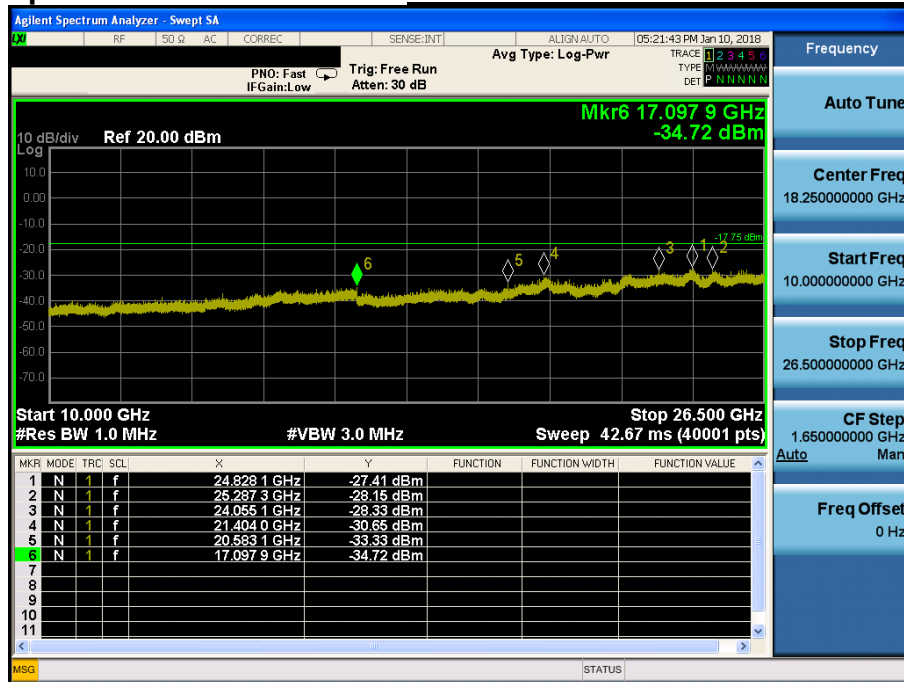 Agilent Spectrum Analyzer - Swept SA
LXI RF 50 Ω AC CORREC SENSE:INT ALIGN AUTO 05:21:43 PM Jan 10, 2018
Avg Type: Log-Pwr
TRACE 1 2 3 4 5 6
PNO: Fast Trig: Free Run
TYPE M W W W W W
IFGain:Low Atten: 30 dB
DET P N N N N N
Frequency
Auto Tune
Mkr6 17.097 9 GHz
-34.72 dBm
10 dB/div Ref 20.00 dBm
Log
10.0
0.00
-10.0
-20.0
-30.0
-40.0
-50.0
-60.0
-70.0
-17.75 dBm
6
5
4
3
1
2
Start 10.000 GHz Stop 26.500 GHz
#Res BW 1.0 MHz #VBW 3.0 MHz Sweep 42.67 ms (40001 pts)
Center Freq
18.250000000 GHz
Start Freq
10.000000000 GHz
Stop Freq
26.500000000 GHz
CF Step
1.650000000 GHz
Auto Man
Freq Offset
0 Hz
MKR MODE TRC SCL X Y FUNCTION FUNCTION WIDTH FUNCTION VALUE
1 N 1 f 24.828 1 GHz -27.41 dBm
2 N 1 f 25.287 3 GHz -28.15 dBm
3 N 1 f 24.055 1 GHz -28.33 dBm
4 N 1 f 21.404 0 GHz -30.65 dBm
5 N 1 f 20.583 1 GHz -33.33 dBm
6 N 1 f 17.097 9 GHz -34.72 dBm
7
8
9
10
11
MSG STATUS